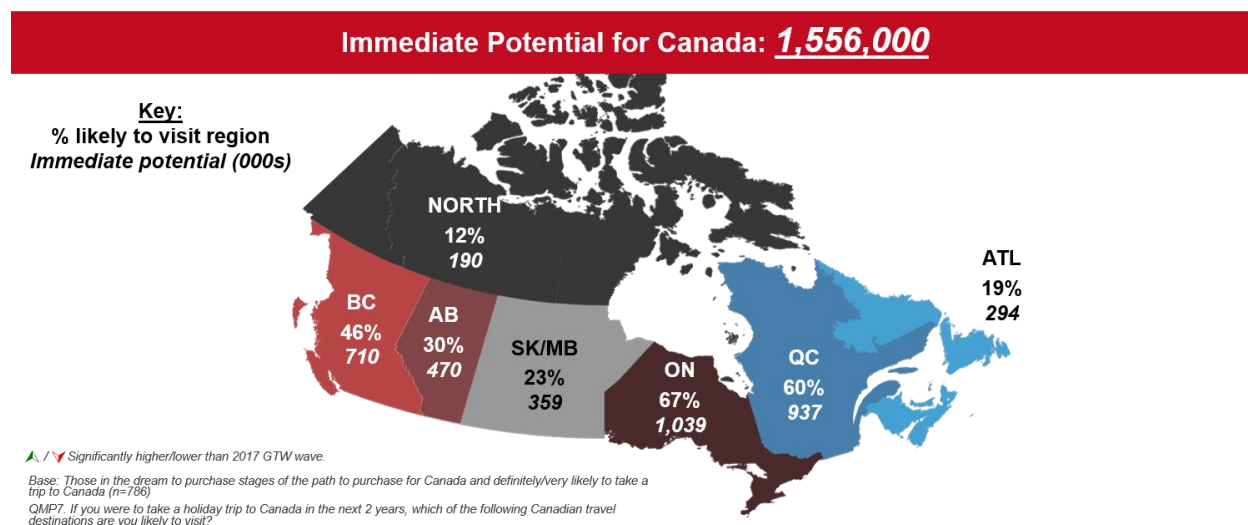 Immediate Potential for Canada: 1,556,000
Key:
% likely to visit region
Immediate potential (000s)
NORTH
12%
190
BC
46%
710
AB
30%
470
SK/MB
23%
359
ON
67%
1,039
QC
60%
937
ATL
19%
294
/ Significantly higher/lower than 2017 GTW wave.
Base: Those in the dream to purchase stages of the path to purchase for Canada and definitely/very likely to take a
trip to Canada (n=786)
QMP7. If you were to take a holiday trip to Canada in the next 2 years, which of the following Canadian travel
destinations are you likely to visit?